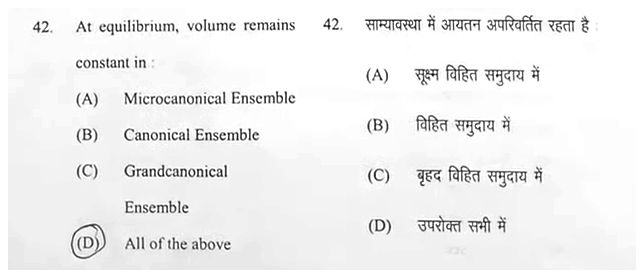 42. At equilibrium, volume remains
constant in :
(A) Microcanonical Ensemble
(B) Canonical Ensemble
(C) Grandcanonical
Ensemble
(D) All of the above
42. साम्यावस्था में आयतन अपरिवर्तित रहता है :
(A) सूक्ष्म विहित समुदाय में
(B) विहित समुदाय में
(C) बृहद विहित समुदाय में
(D) उपरोक्त सभी में